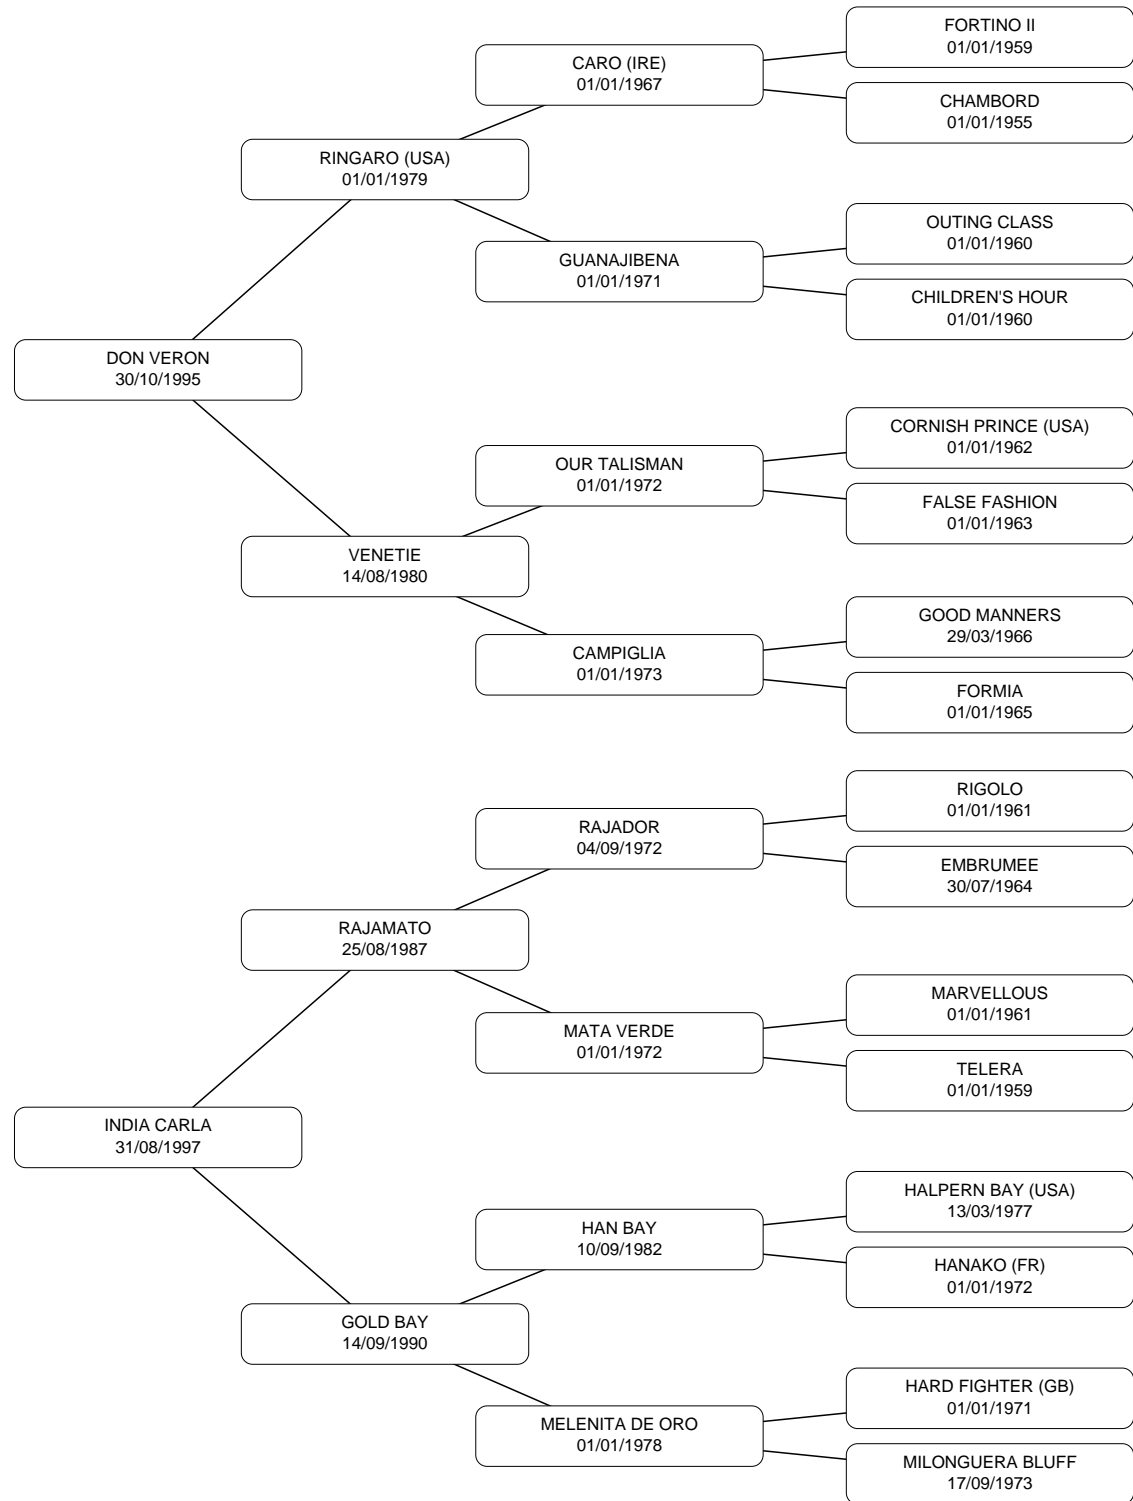 FORTINO II
01/01/1959
CARO (IRE)
01/01/1967
CHAMBORD
01/01/1955
RINGARO (USA)
01/01/1979
OUTING CLASS
01/01/1960
GUANAJIBENA
01/01/1971
CHILDREN'S HOUR
01/01/1960
DON VERON
30/10/1995
CORNISH PRINCE (USA)
01/01/1962
OUR TALISMAN
01/01/1972
FALSE FASHION
01/01/1963
VENETIE
14/08/1980
GOOD MANNERS
29/03/1966
CAMPIGLIA
01/01/1973
FORMIA
01/01/1965
RIGOLO
01/01/1961
RAJADOR
04/09/1972
EMBRUMEE
30/07/1964
RAJAMATO
25/08/1987
MARVELLOUS
01/01/1961
MATA VERDE
01/01/1972
TELERA
01/01/1959
INDIA CARLA
31/08/1997
HALPERN BAY (USA)
13/03/1977
HAN BAY
10/09/1982
HANAKO (FR)
01/01/1972
GOLD BAY
14/09/1990
HARD FIGHTER (GB)
01/01/1971
MELENITA DE ORO
01/01/1978
MILONGUERA BLUFF
17/09/1973